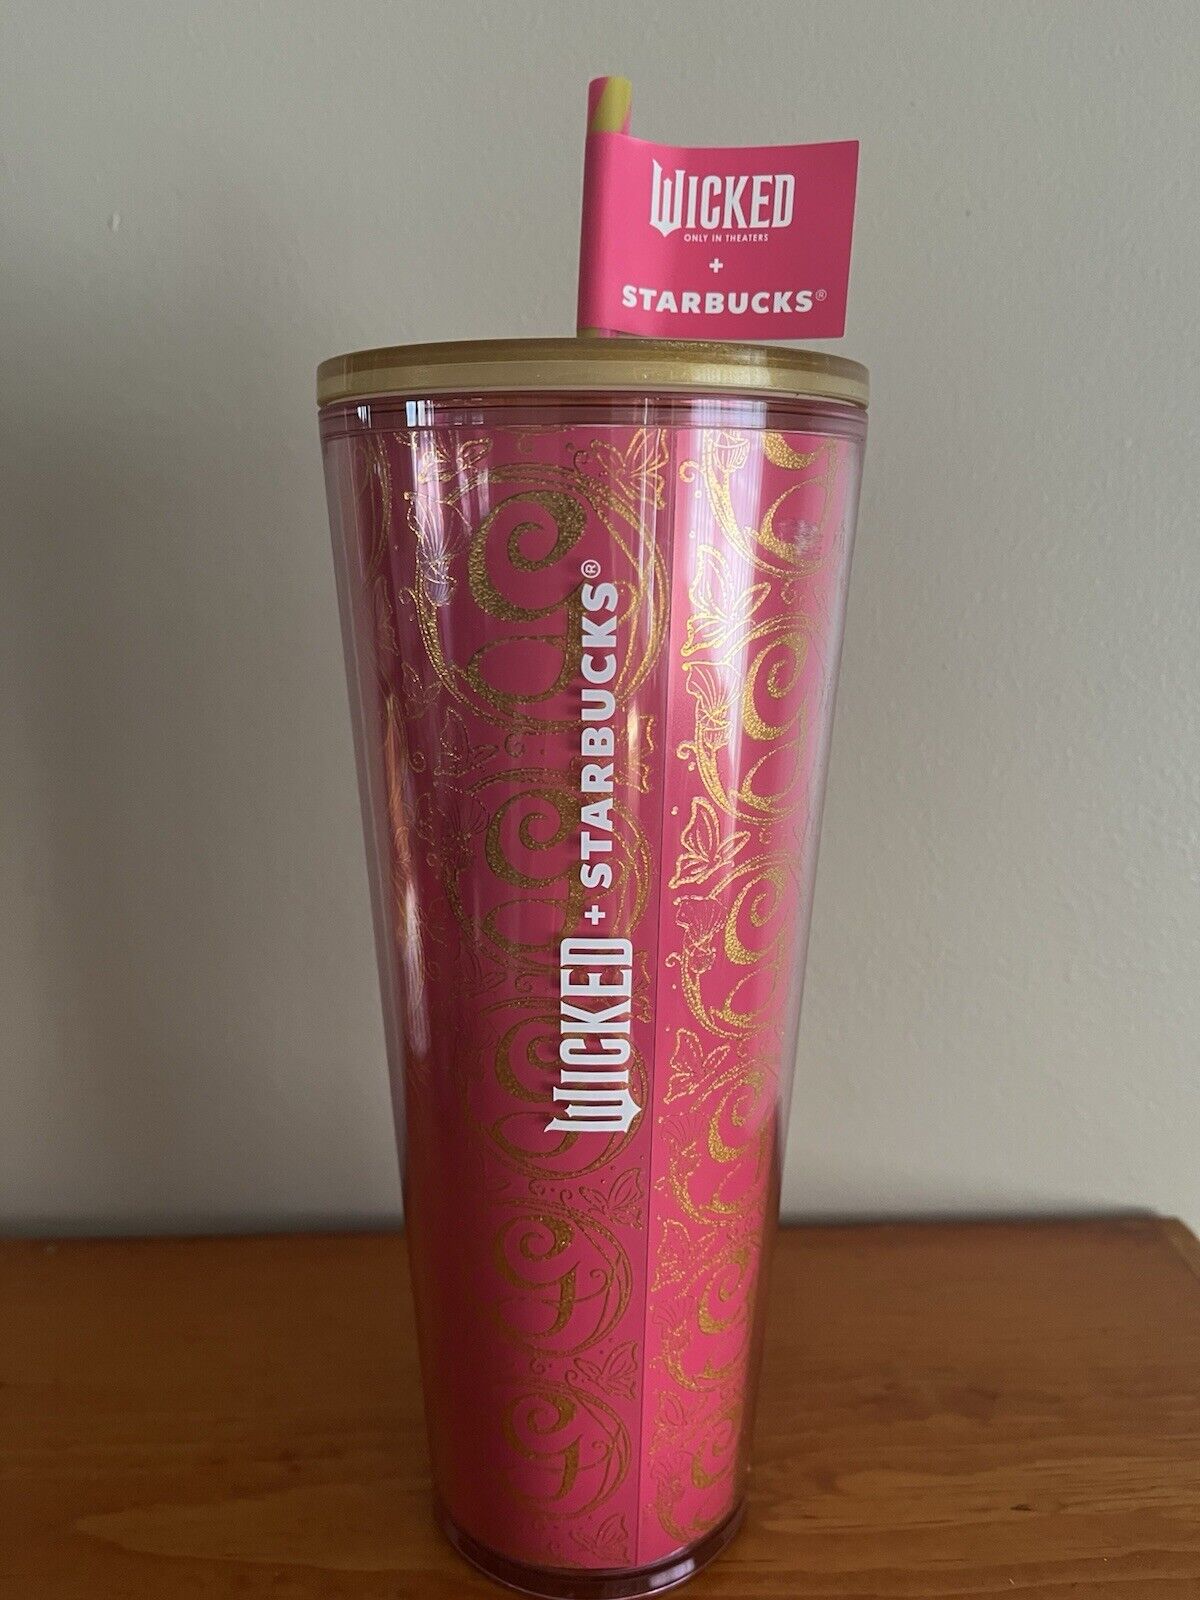 WICKED
ONLY IN THEATERS
+
STARBUCKS®
WICKED + STARBUCKS®